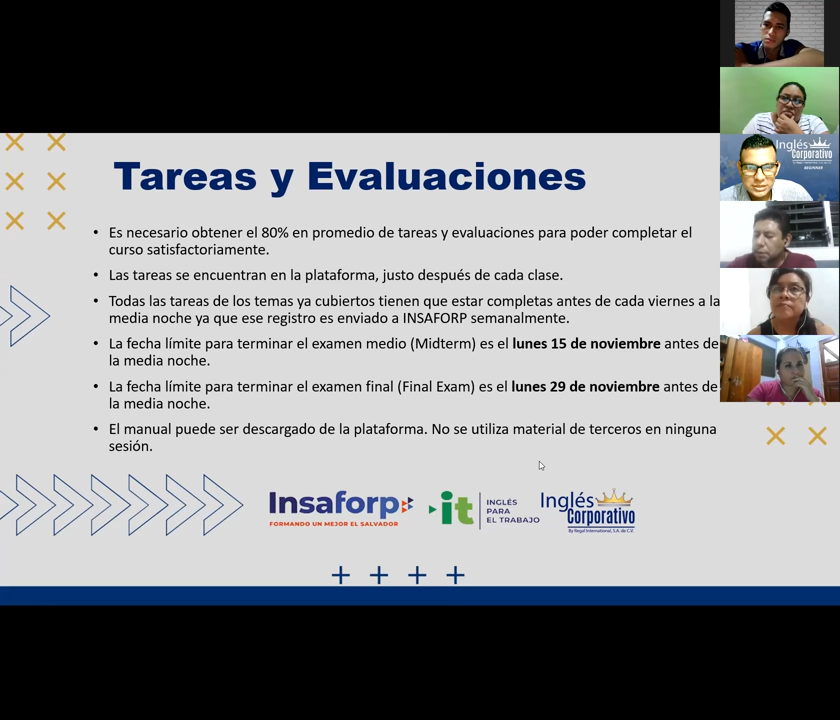 Tareas y Evaluaciones
• Es necesario obtener el 80% en promedio de tareas y evaluaciones para poder completar el
curso satisfactoriamente.
• Las tareas se encuentran en la plataforma, justo después de cada clase.
• Todas las tareas de los temas ya cubiertos tienen que estar completas antes de cada viernes a la
media noche ya que ese registro es enviado a INSAFORP semanalmente.
• La fecha límite para terminar el examen medio (Midterm) es el lunes 15 de noviembre antes de
la media noche.
• La fecha límite para terminar el examen final (Final Exam) es el lunes 29 de noviembre antes de
la media noche.
• El manual puede ser descargado de la plataforma. No se utiliza material de terceros en ninguna
sesión.
Insaforp
FORMANDO UN MEJOR EL SALVADOR
it
INGLÉS
PARA
EL TRABAJO
Inglés
Corporativo
By Regal International, S.A. de C.V.
Inglés
Corporativo
BEGINNER